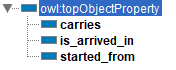 owl:topObjectProperty
carries
is_arrived_in
started_from